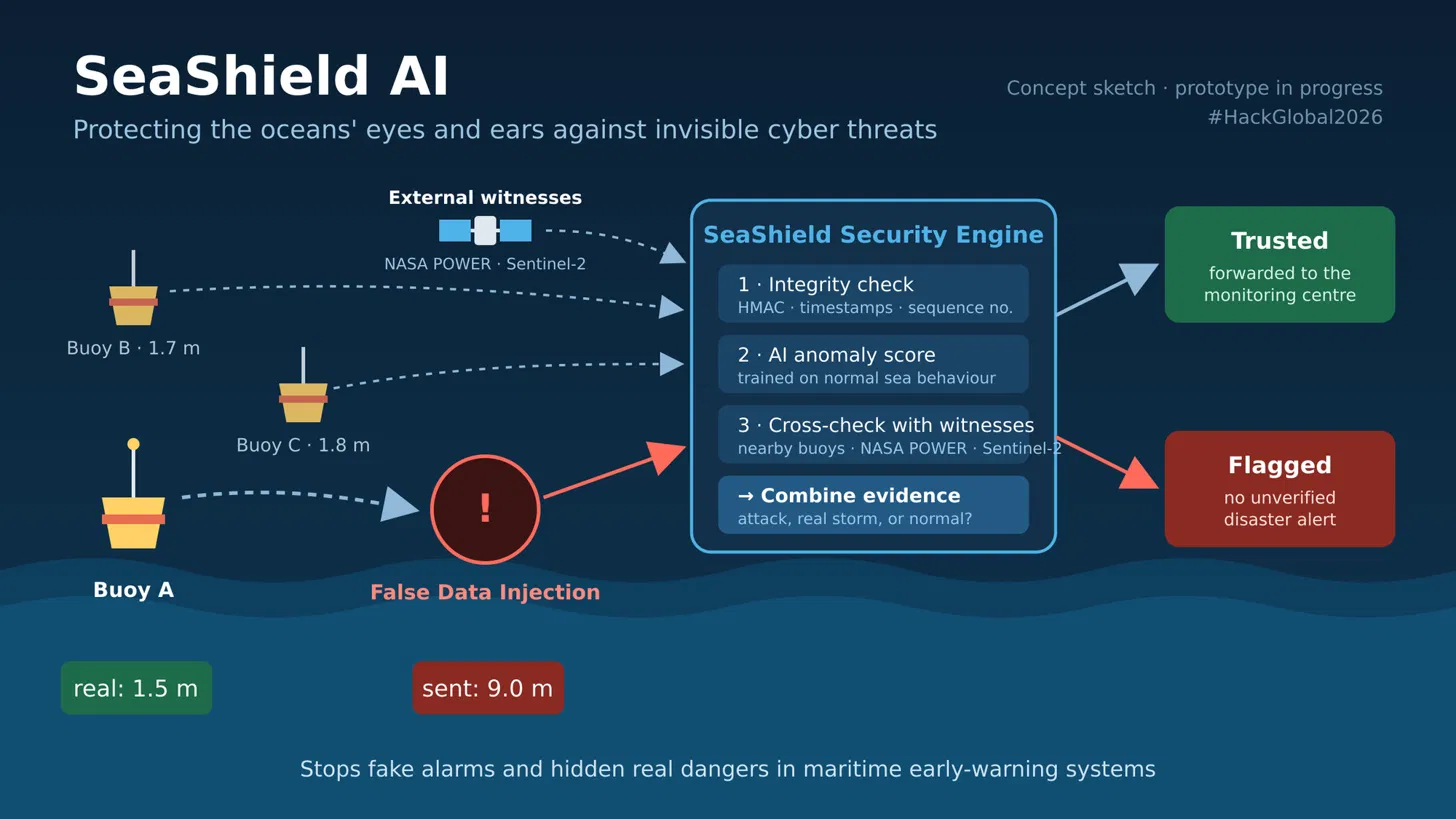 SeaShield AI
Protecting the oceans' eyes and ears against invisible cyber threats
Concept sketch · prototype in progress
#HackGlobal2026
External witnesses
NASA POWER · Sentinel-2
Buoy B · 1.7 m
Buoy C · 1.8 m
Buoy A
!
False Data Injection
real: 1.5 m
sent: 9.0 m
SeaShield Security Engine
1 · Integrity check
HMAC · timestamps · sequence no.
2 · AI anomaly score
trained on normal sea behaviour
3 · Cross-check with witnesses
nearby buoys · NASA POWER · Sentinel-2
→ Combine evidence
attack, real storm, or normal?
Trusted
forwarded to the
monitoring centre
Flagged
no unverified
disaster alert
Stops fake alarms and hidden real dangers in maritime early-warning systems